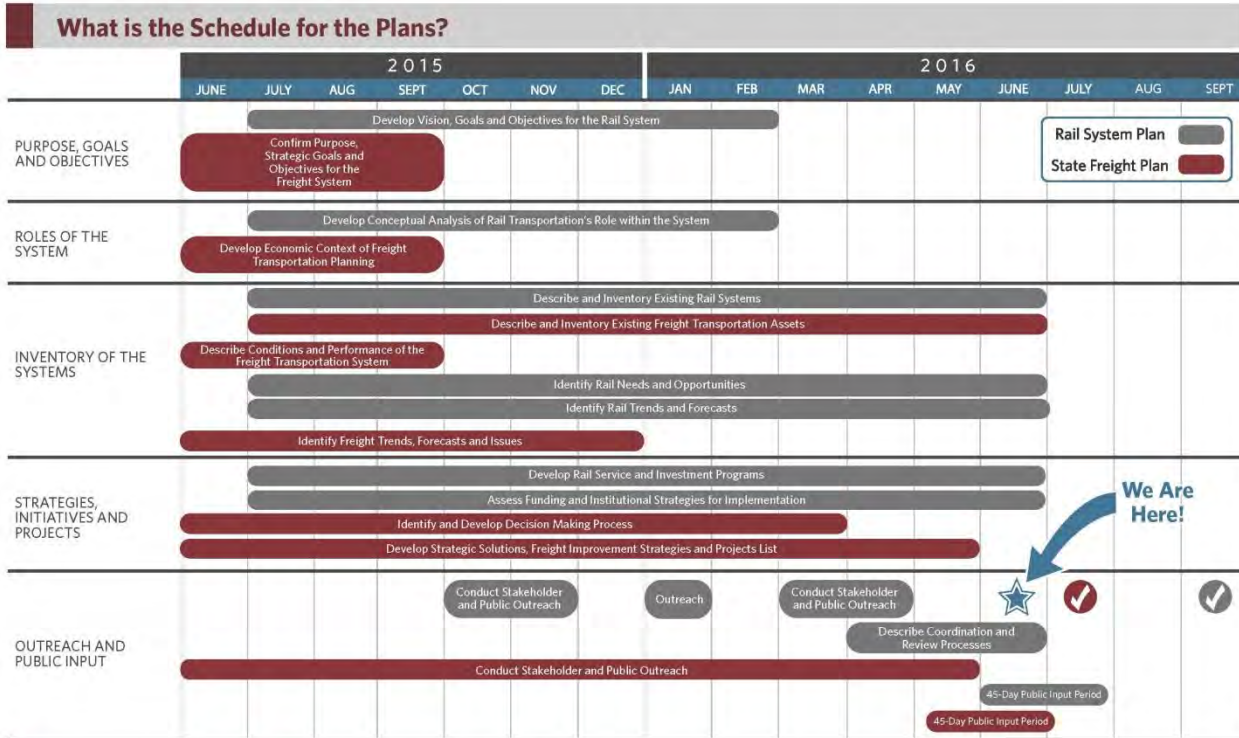 What is the Schedule for the Plans?
2015
2016
JUNE JULY AUG SEPT OCT NOV DEC JAN FEB MAR APR MAY JUNE JULY AUG SEPT
PURPOSE, GOALS
AND OBJECTIVES
Develop Vision, Goals and Objectives for the Rail System
Confirm Purpose,
Strategic Goals and
Objectives for the
Freight System
Rail System Plan
State Freight Plan
ROLES OF THE
SYSTEM
Develop Conceptual Analysis of Rail Transportation's Role within the System
Develop Economic Context of Freight
Transportation Planning
INVENTORY OF THE
SYSTEMS
Describe and Inventory Existing Rail Systems
Describe and Inventory Existing Freight Transportation Assets
Describe Conditions and Performance of the
Freight Transportation System
Identify Rail Needs and Opportunities
Identify Rail Trends and Forecasts
Identify Freight Trends, Forecasts and Issues
STRATEGIES,
INITIATIVES AND
PROJECTS
Develop Rail Service and Investment Programs
Assess Funding and Institutional Strategies for Implementation
Identify and Develop Decision Making Process
Develop Strategic Solutions, Freight Improvement Strategies and Projects List
We Are
Here!
OUTREACH AND
PUBLIC INPUT
Conduct Stakeholder
and Public Outreach
Outreach
Conduct Stakeholder
and Public Outreach
Describe Coordination and
Review Processes
Conduct Stakeholder and Public Outreach
45-Day Public Input Period
45-Day Public Input Period